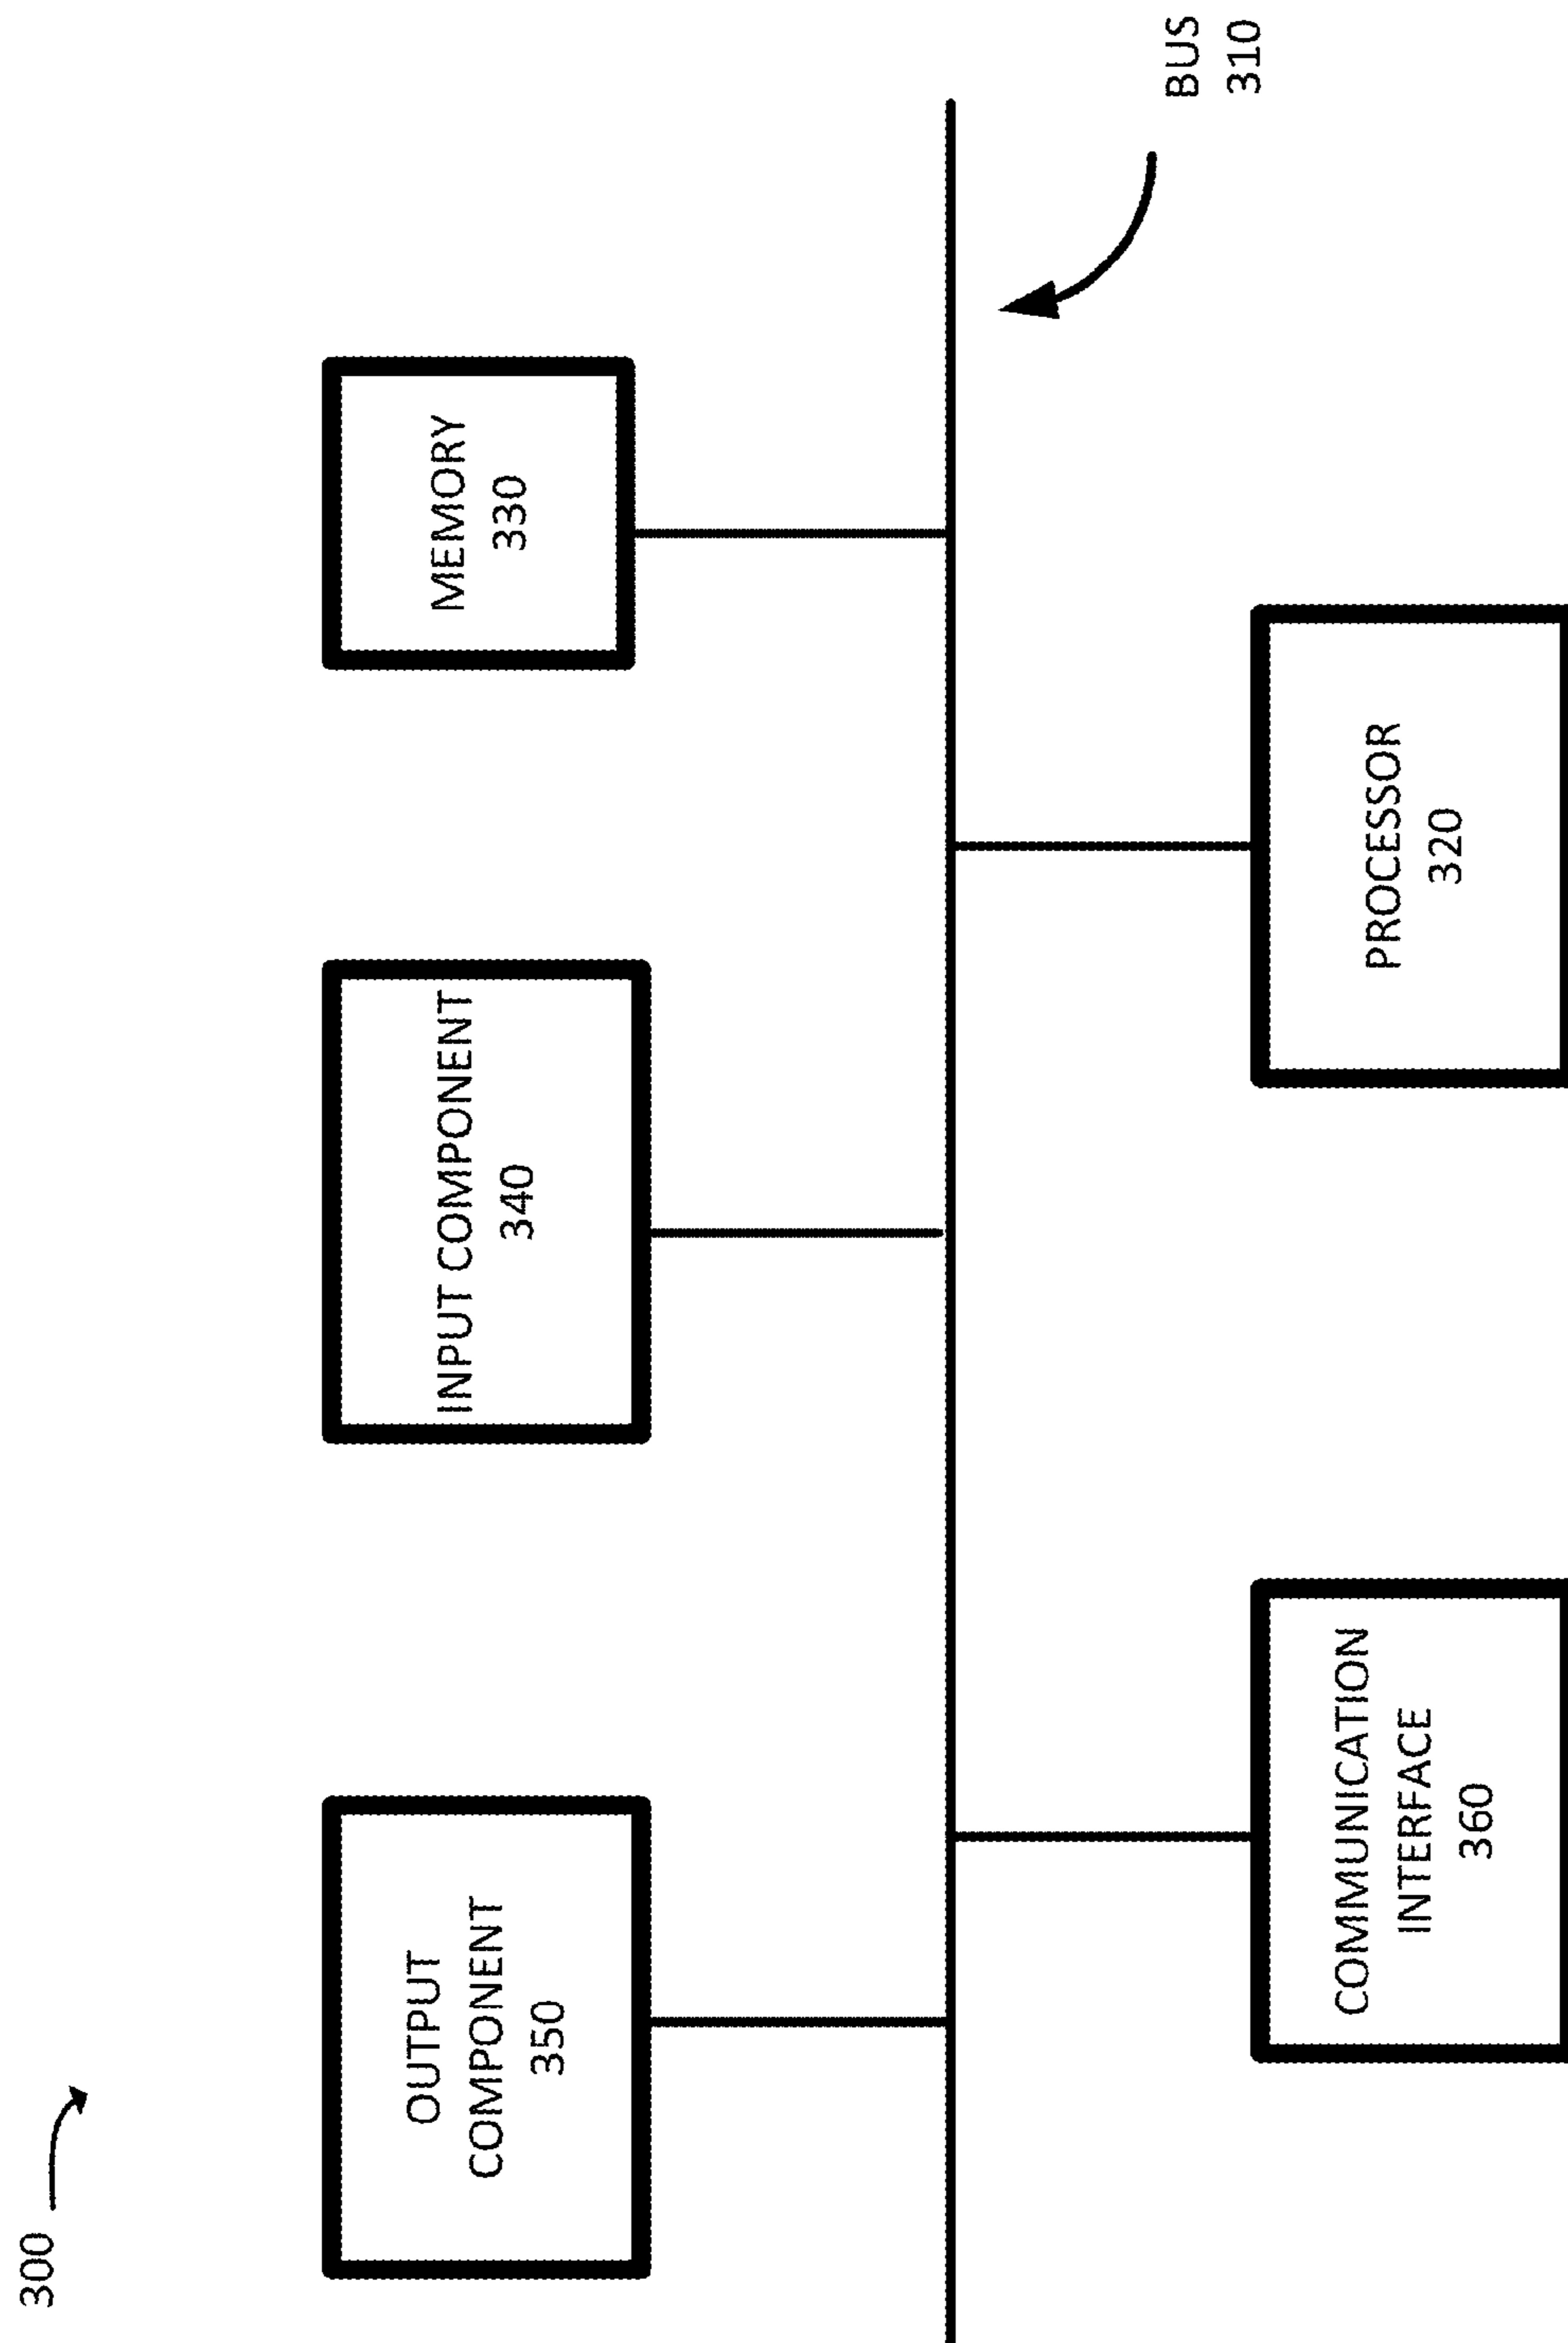 300
OUTPUT
COMPONENT
350
INPUT COMPONENT
340
MEMORY
330
COMMUNICATION
INTERFACE
360
PROCESSOR
320
BUS
310